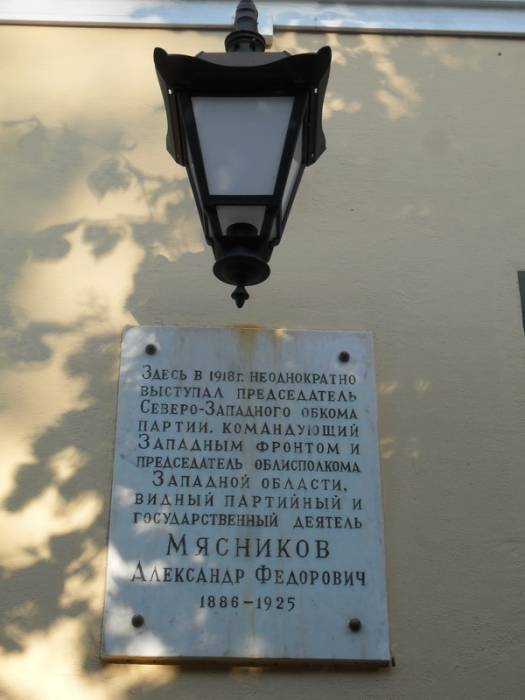 Здесь в 1918г. неоднократно
выступал председатель
Северо-Западного обкома
партии, командующий
Западным фронтом и
председатель облисполкома
Западной области,
видный партийный и
государственный деятель
Мясников
Александр Федорович
1886-1925